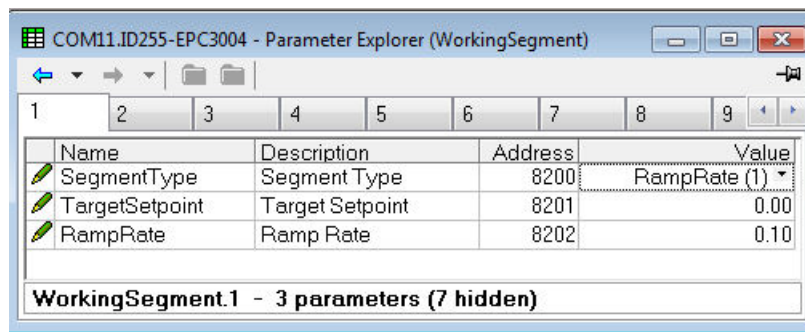 COM11.ID255-EPC3004 - Parameter Explorer (WorkingSegment)
1 2 3 4 5 6 7 8 9
Name Description Address Value
SegmentType Segment Type 8200 RampRate (1)
TargetSetpoint Target Setpoint 8201 0.00
RampRate Ramp Rate 8202 0.10
WorkingSegment.1 - 3 parameters (7 hidden)